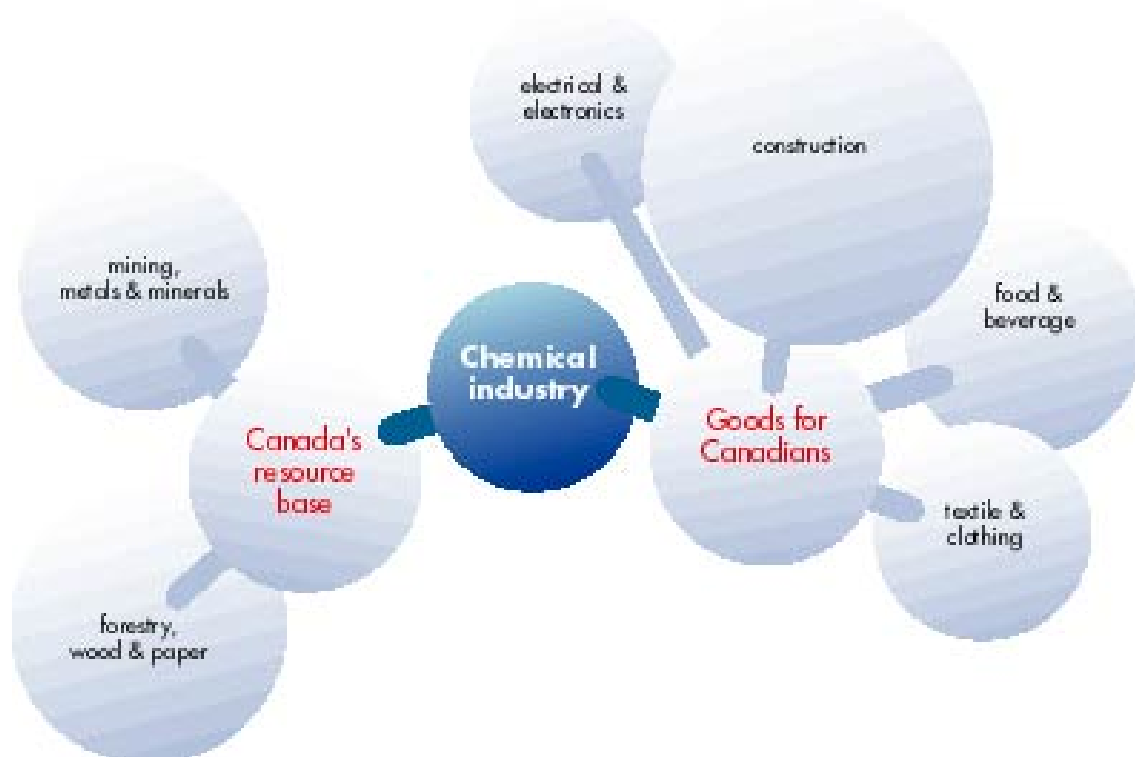 electrical &
electronics
construction
mining,
metals & minerals
food &
beverage
Chemical
industry
Canada's
resource
base
Goods for
Canadians
textile &
clothing
forestry,
wood & paper